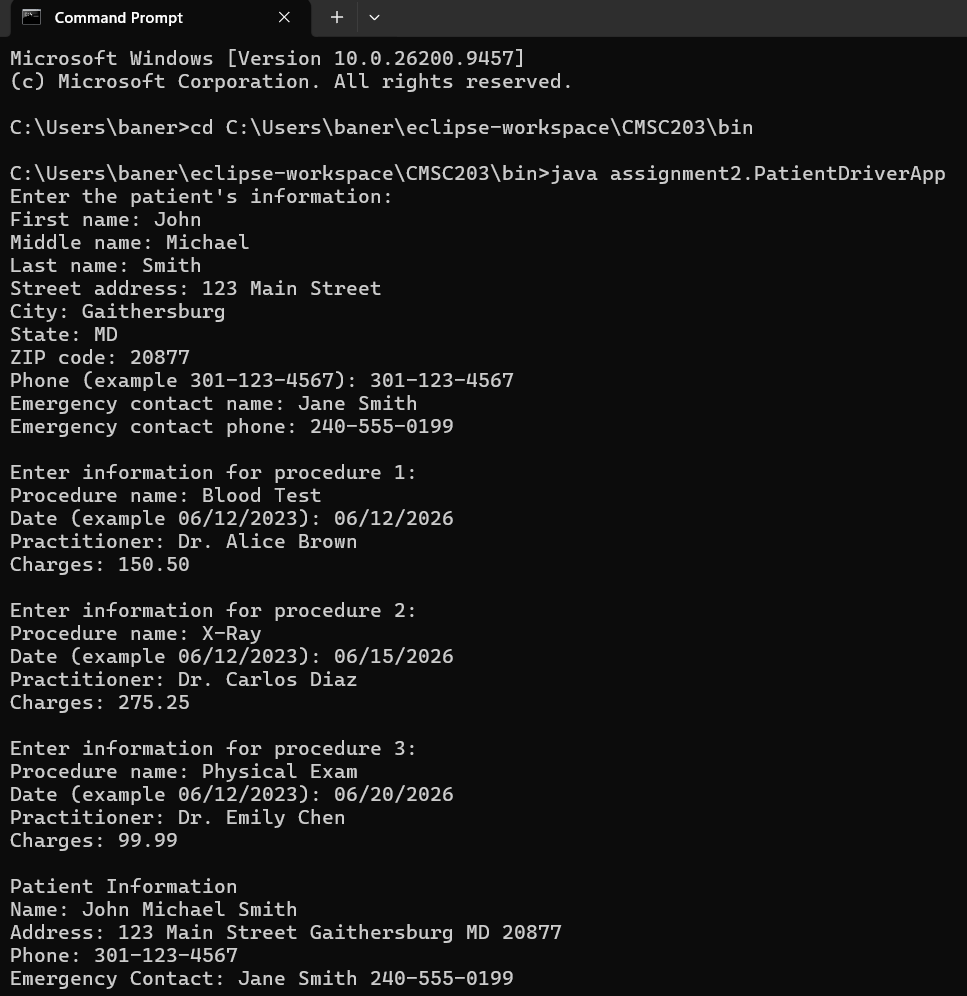 Command Prompt
Microsoft Windows [Version 10.0.26200.9457]
(c) Microsoft Corporation. All rights reserved.
C:\Users\baner>cd C:\Users\baner\eclipse-workspace\CMSC203\bin
C:\Users\baner\eclipse-workspace\CMSC203\bin>java assignment2.PatientDriverApp
Enter the patient's information:
First name: John
Middle name: Michael
Last name: Smith
Street address: 123 Main Street
City: Gaithersburg
State: MD
ZIP code: 20877
Phone (example 301-123-4567): 301-123-4567
Emergency contact name: Jane Smith
Emergency contact phone: 240-555-0199
Enter information for procedure 1:
Procedure name: Blood Test
Date (example 06/12/2023): 06/12/2026
Practitioner: Dr. Alice Brown
Charges: 150.50
Enter information for procedure 2:
Procedure name: X-Ray
Date (example 06/12/2023): 06/15/2026
Practitioner: Dr. Carlos Diaz
Charges: 275.25
Enter information for procedure 3:
Procedure name: Physical Exam
Date (example 06/12/2023): 06/20/2026
Practitioner: Dr. Emily Chen
Charges: 99.99
Patient Information
Name: John Michael Smith
Address: 123 Main Street Gaithersburg MD 20877
Phone: 301-123-4567
Emergency Contact: Jane Smith 240-555-0199